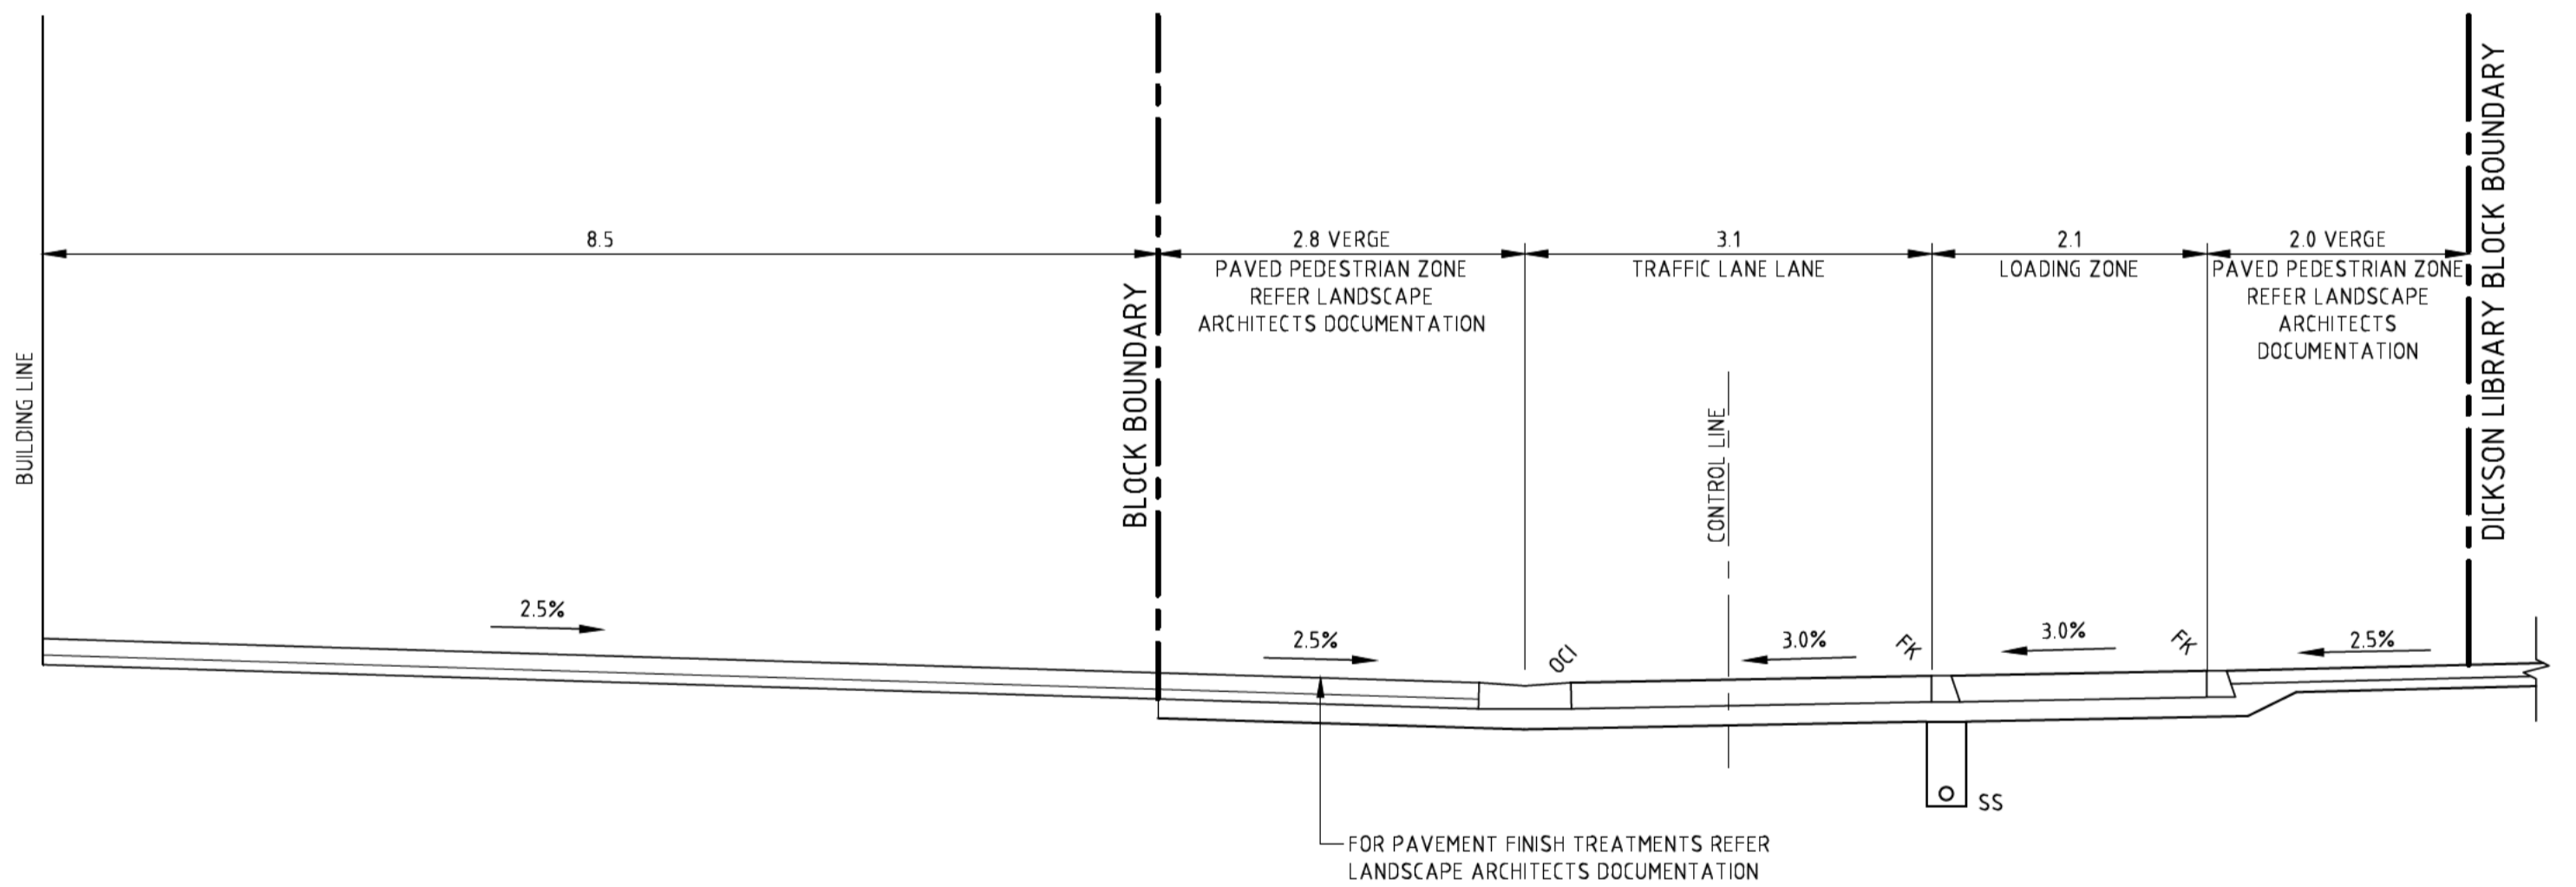 8.5
2.8 VERGE
PAVED PEDESTRIAN ZONE
REFER LANDSCAPE
ARCHITECTS DOCUMENTATION
3.1
TRAFFIC LANE LANE
2.1
LOADING ZONE
2.0 VERGE
PAVED PEDESTRIAN ZONE
REFER LANDSCAPE
ARCHITECTS
DOCUMENTATION
BUILDING LINE
BLOCK BOUNDARY
CONTROL LINE
DICKSON LIBRARY BLOCK BOUNDARY
2.5%
2.5%
OCI
3.0%
FK
3.0%
FK
2.5%
SS
FOR PAVEMENT FINISH TREATMENTS REFER
LANDSCAPE ARCHITECTS DOCUMENTATION